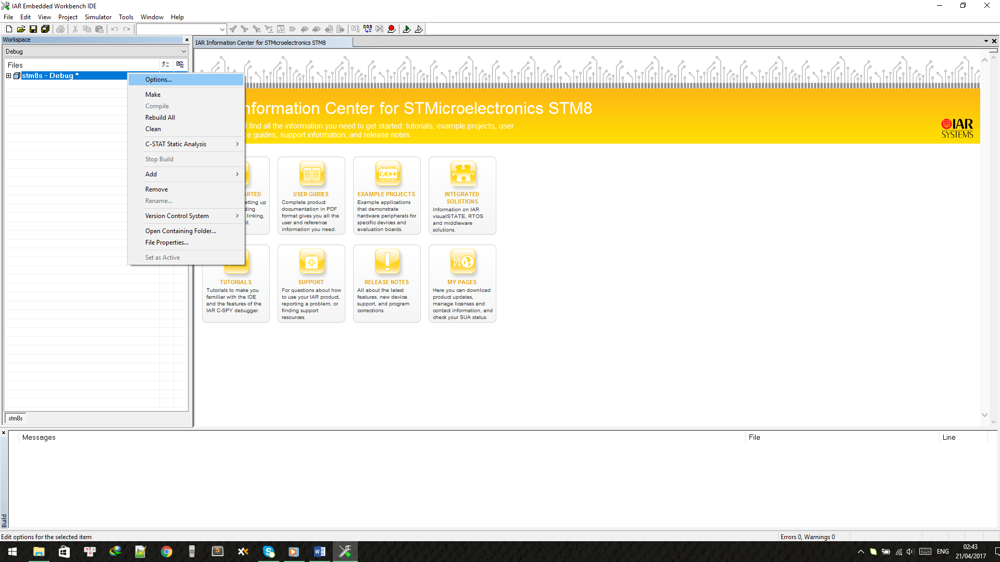 IAR Embedded Workbench IDE
File Edit View Project Simulator Tools Window Help
Workspace
IAR Information Center for STMicroelectronics STM8
Debug
Files
stm8s - Debug *
Options...
Make
Compile
Rebuild All
Clean
C-STAT Static Analysis
Stop Build
Add
Remove
Rename...
Version Control System
Open Containing Folder...
File Properties...
Set as Active
nformation Center for STMicroelectronics STM8
find all the information you need to get started: tutorials, example projects, user
ce guides, support information, and release notes.
IAR
SYSTEMS
ARTED
etting up
ding
linking,
it.
USER GUIDES
Complete product
documentation in PDF
format gives you all the
user and reference
information you need.
C/C++
EXAMPLE PROJECTS
Example applications
that demonstrate
hardware peripherals for
specific devices and
evaluation boards.
INTEGRATED
SOLUTIONS
Information on IAR
visualSTATE, RTOS
and middleware
solutions.
TUTORIALS
Tutorials to make you
familiar with the IDE
and the features of the
IAR C-SPY debugger.
SUPPORT
For questions about how
to use your IAR product,
reporting a problem, or
finding support
resources.
RELEASE NOTES
All about the latest
features, new device
support, and program
corrections.
MY PAGES
Here you can download
product updates,
manage licenses and
contact information, and
check your SUA status.
stm8s
Messages File Line
Build
Edit options for the selected item
Errors 0, Warnings 0
ENG
02:43
21/04/2017